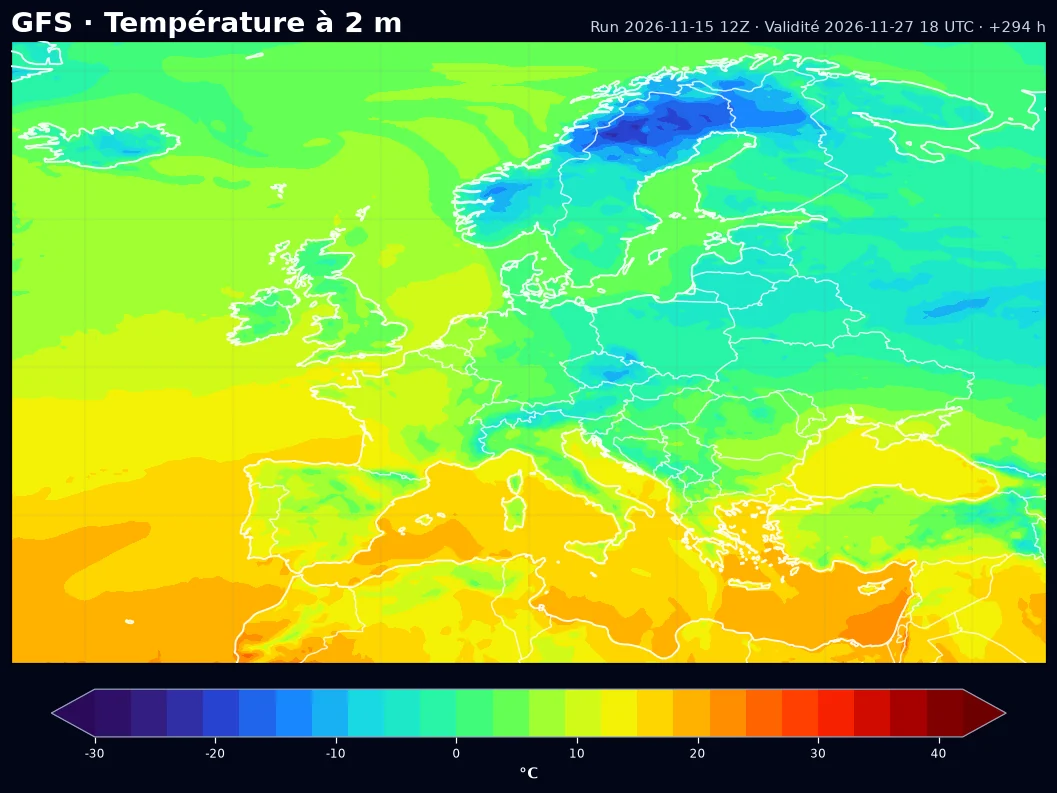 GFS · Température à 2 m
Run 2026-11-15 12Z · Validité 2026-11-27 18 UTC · +294 h
-30 -20 -10 0 10 20 30 40
°C